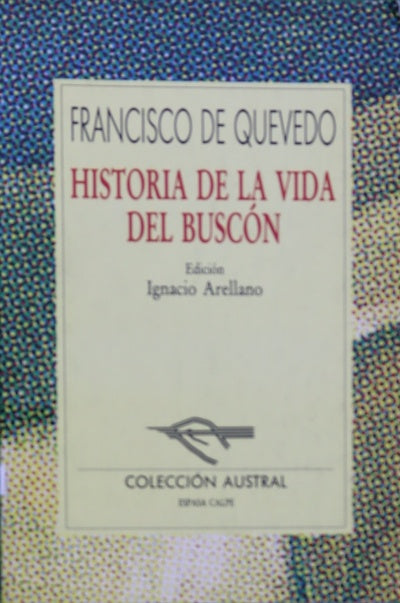 FRANCISCO DE QUEVEDO
HISTORIA DE LA VIDA
DEL BUSCÓN
Edición
Ignacio Arellano
COLECCIÓN AUSTRAL
ESPASA CALPE